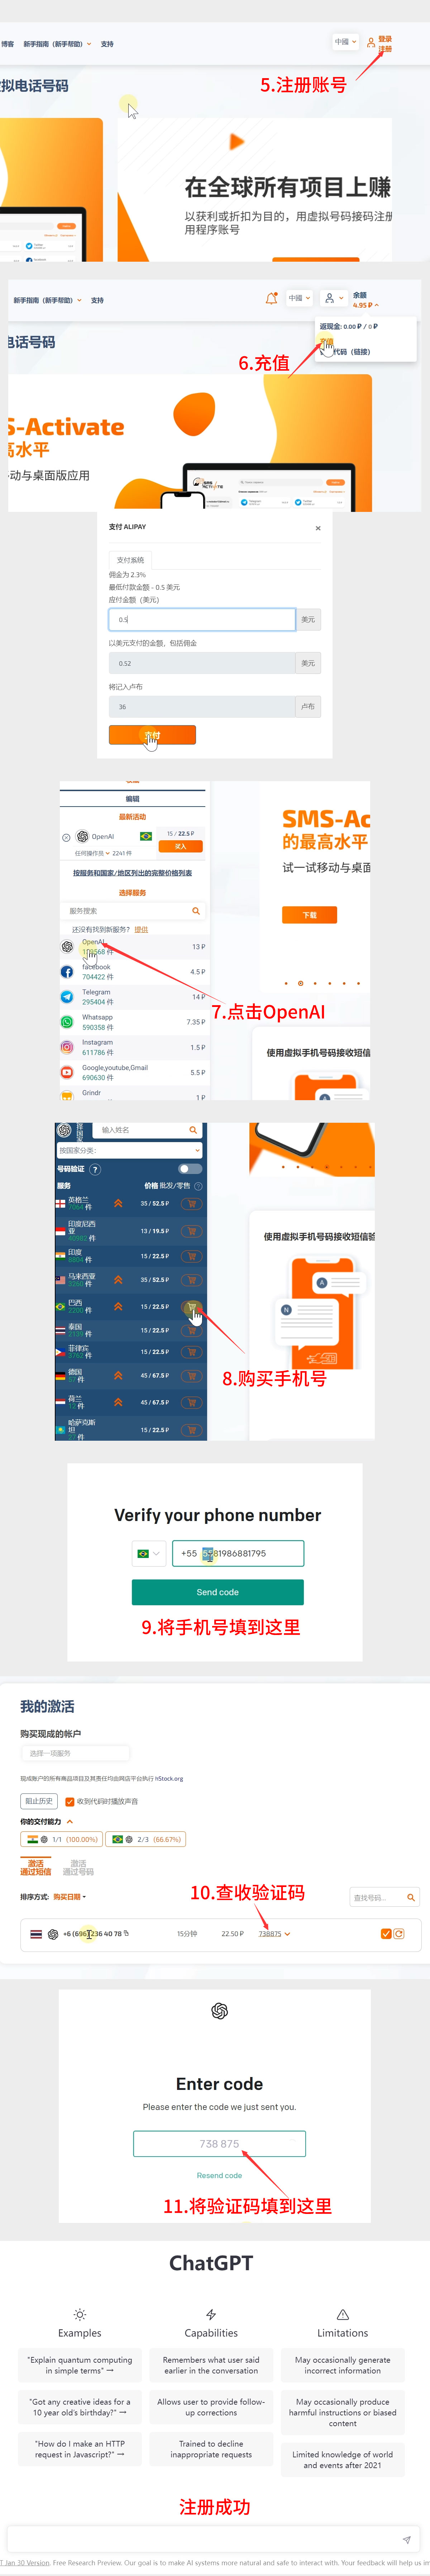 博客 新手指南（新手帮助） 支持 中國 登录
注册
5.注册账号
拟电话号码
在全球所有项目上赚
以获利或折扣为目的，用虚拟号码接码注册
用程序账号
新手指南（新手帮助） 支持 中國 余额
4.95 ₽
返现金: 0.00 ₽ / 0 ₽
充值
代码（链接）
6.充值
电话号码
S-Activate
高水平
动与桌面版应用
支付 ALIPAY
支付系统
佣金为 2.3%
最低付款金额 - 0.5 美元
应付金额（美元）
0.5 美元
以美元支付的金额，包括佣金
0.52 美元
将记入卢布
36 卢布
支付
编辑
最新活动
OpenAI 15 / 22.5 ₽
买入
任何操作员 2241 件
按服务和国家/地区列出的完整价格列表
选择服务
服务搜索
还没有找到新服务？ 提供
OpenAI 13 ₽
facebook 4.5 ₽
704422 件
Telegram 14 ₽
295404 件
7.点击OpenAI
Whatsapp 7.35 ₽
590358 件
Instagram 1.5 ₽
611786 件
Google,youtube,Gmail 5.5 ₽
690630 件
Grindr 1 ₽
SMS-Ac
的最高水平
试一试移动与桌面
下载
使用虚拟手机号码接收短信
输入姓名
按国家分类：
号码验证 ?
服务 价格 批发/零售 ?
英格兰 35 / 52.5 ₽
7064 件
印度尼西
亚 13 / 19.5 ₽
印度 15 / 22.5 ₽
马来西亚 35 / 52.5 ₽
巴西 15 / 22.5 ₽
泰国 15 / 22.5 ₽
菲律宾 15 / 22.5 ₽
德国 45 / 67.5 ₽
荷兰 45 / 67.5 ₽
哈萨克斯
坦 15 / 22.5 ₽
使用虚拟手机号码接收短信验
A
N
8.购买手机号
Verify your phone number
+55 81986881795
Send code
9.将手机号填到这里
我的激活
购买现成的帐户
选择一项服务
现成账户的所有商品项目及其责任均由网店平台执行 hStock.org
阻止历史 收到代码时播放声音
你的交付能力
1/1 (100.00%) 2/3 (66.67%)
激活
通过短信 激活
通过号码
10.查收验证码
排序方式: 购买日期 查找号码...
+6 (696) 236 40 78 15分钟 22.50 ₽ 738875
Enter code
Please enter the code we just sent you.
738 875
Resend code
11.将验证码填到这里
ChatGPT
Examples Capabilities Limitations
"Explain quantum computing
in simple terms" → Remembers what user said
earlier in the conversation May occasionally generate
incorrect information
"Got any creative ideas for a
10 year old's birthday?" → Allows user to provide follow-
up corrections May occasionally produce
harmful instructions or biased
content
"How do I make an HTTP
request in Javascript?" → Trained to decline
inappropriate requests Limited knowledge of world
and events after 2021
注册成功
T Jan 30 Version. Free Research Preview. Our goal is to make AI systems more natural and safe to interact with. Your feedback will help us im